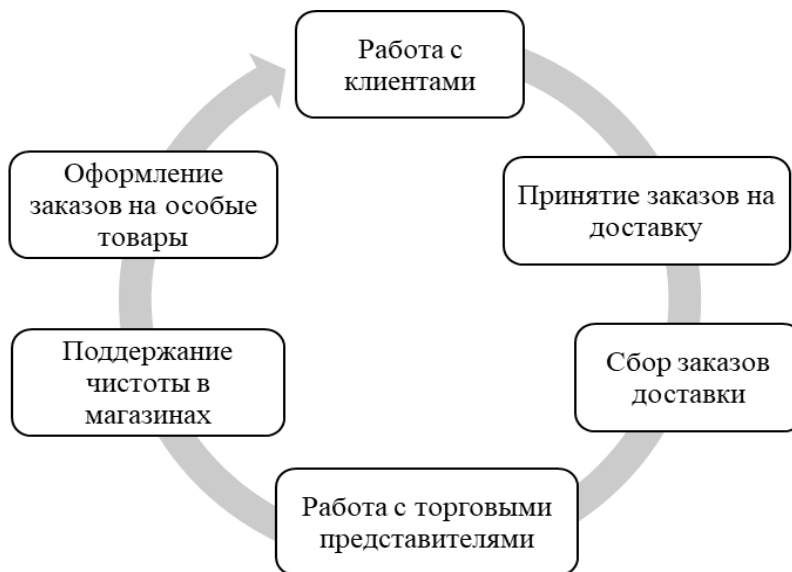 Работа с
клиентами
Принятие заказов на
доставку
Сбор заказов
доставки
Работа с торговыми
представителями
Поддержание
чистоты в
магазинах
Оформление
заказов на особые
товары